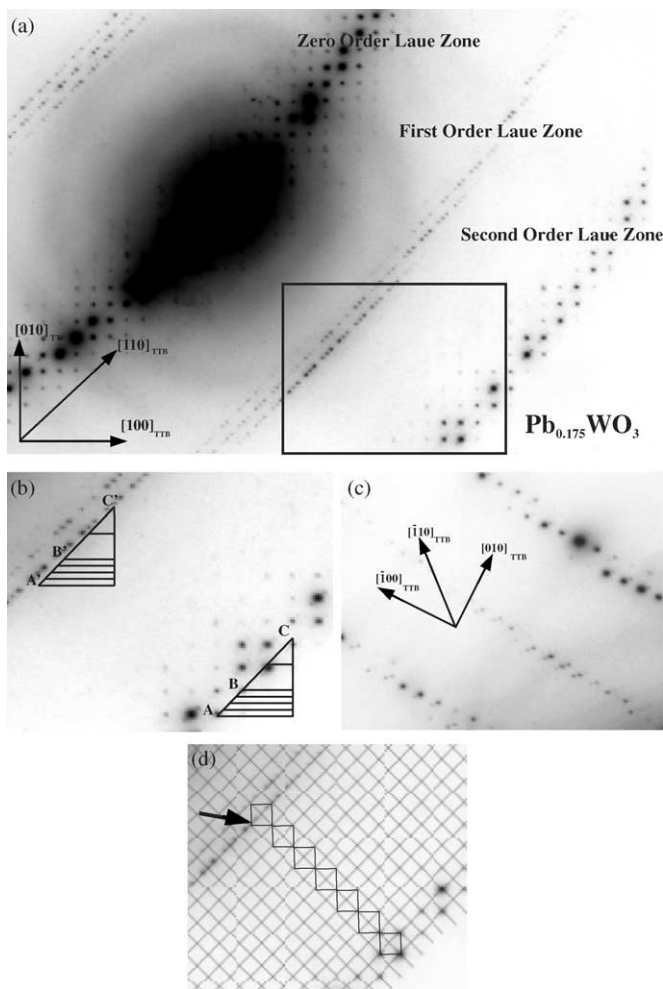 (a)
Zero Order Laue Zone
First Order Laue Zone
Second Order Laue Zone
[010]
[110]TTB
[100]TTB
Pb0.175WO3
(b)
C'
B'
A'
C
B
A
(c)
[1̄10]TTB
[010]TTB
[1̄00]TTB
(d)